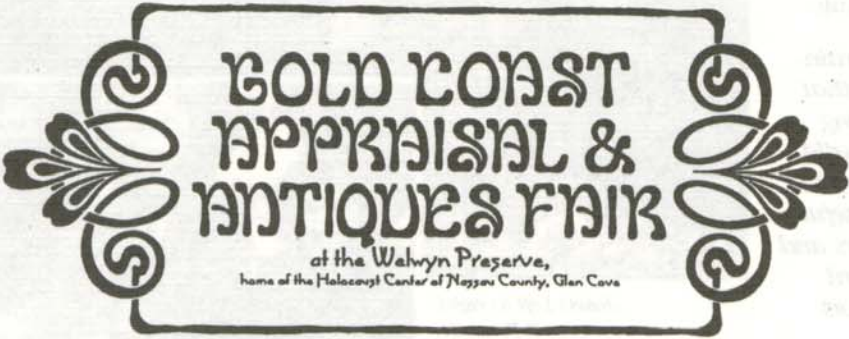 GOLD COAST
APPRAISAL &
ANTIQUES FAIR
at the Welwyn Preserve,
home of the Holocaust Center of Nassau County, Glen Cove